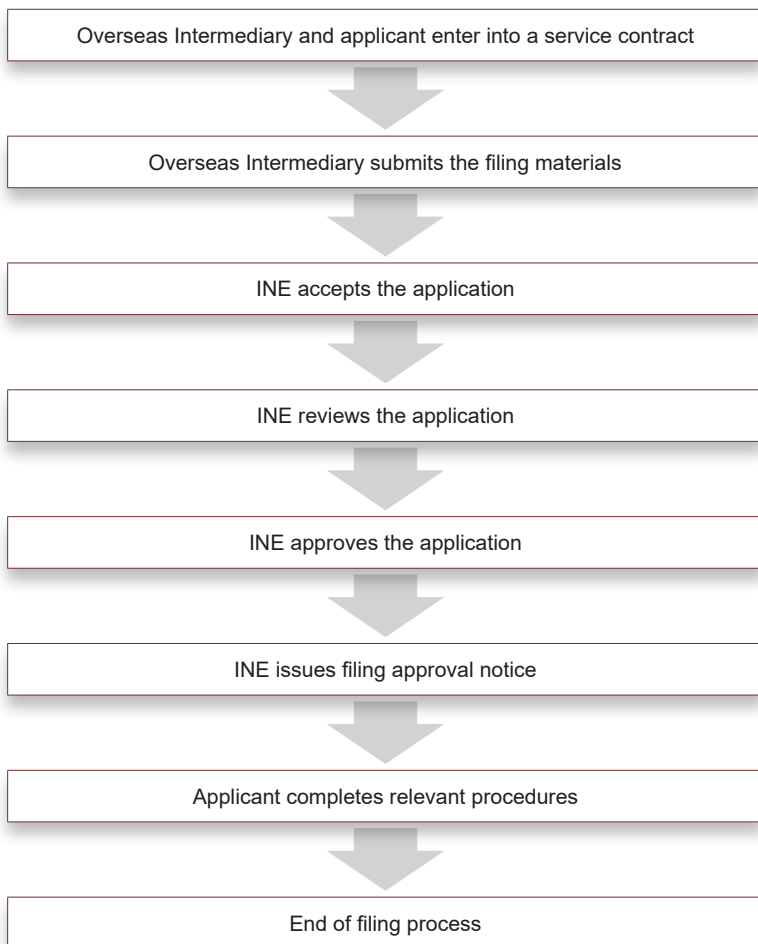 Overseas Intermediary and applicant enter into a service contract
Overseas Intermediary submits the filing materials
INE accepts the application
INE reviews the application
INE approves the application
INE issues filing approval notice
Applicant completes relevant procedures
End of filing process